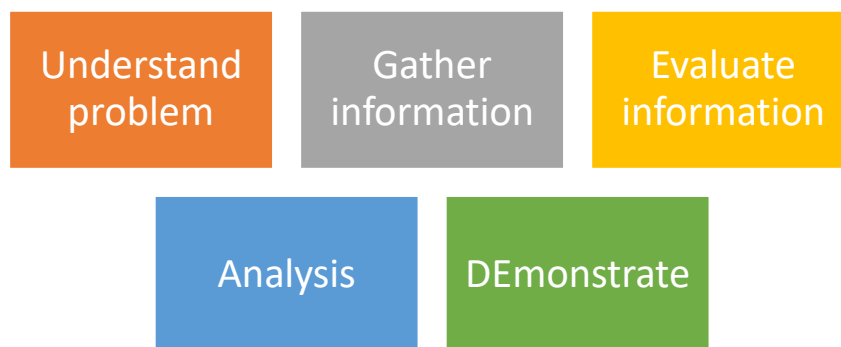 Understand
problem
Gather
information
Evaluate
information
Analysis
DEmonstrate